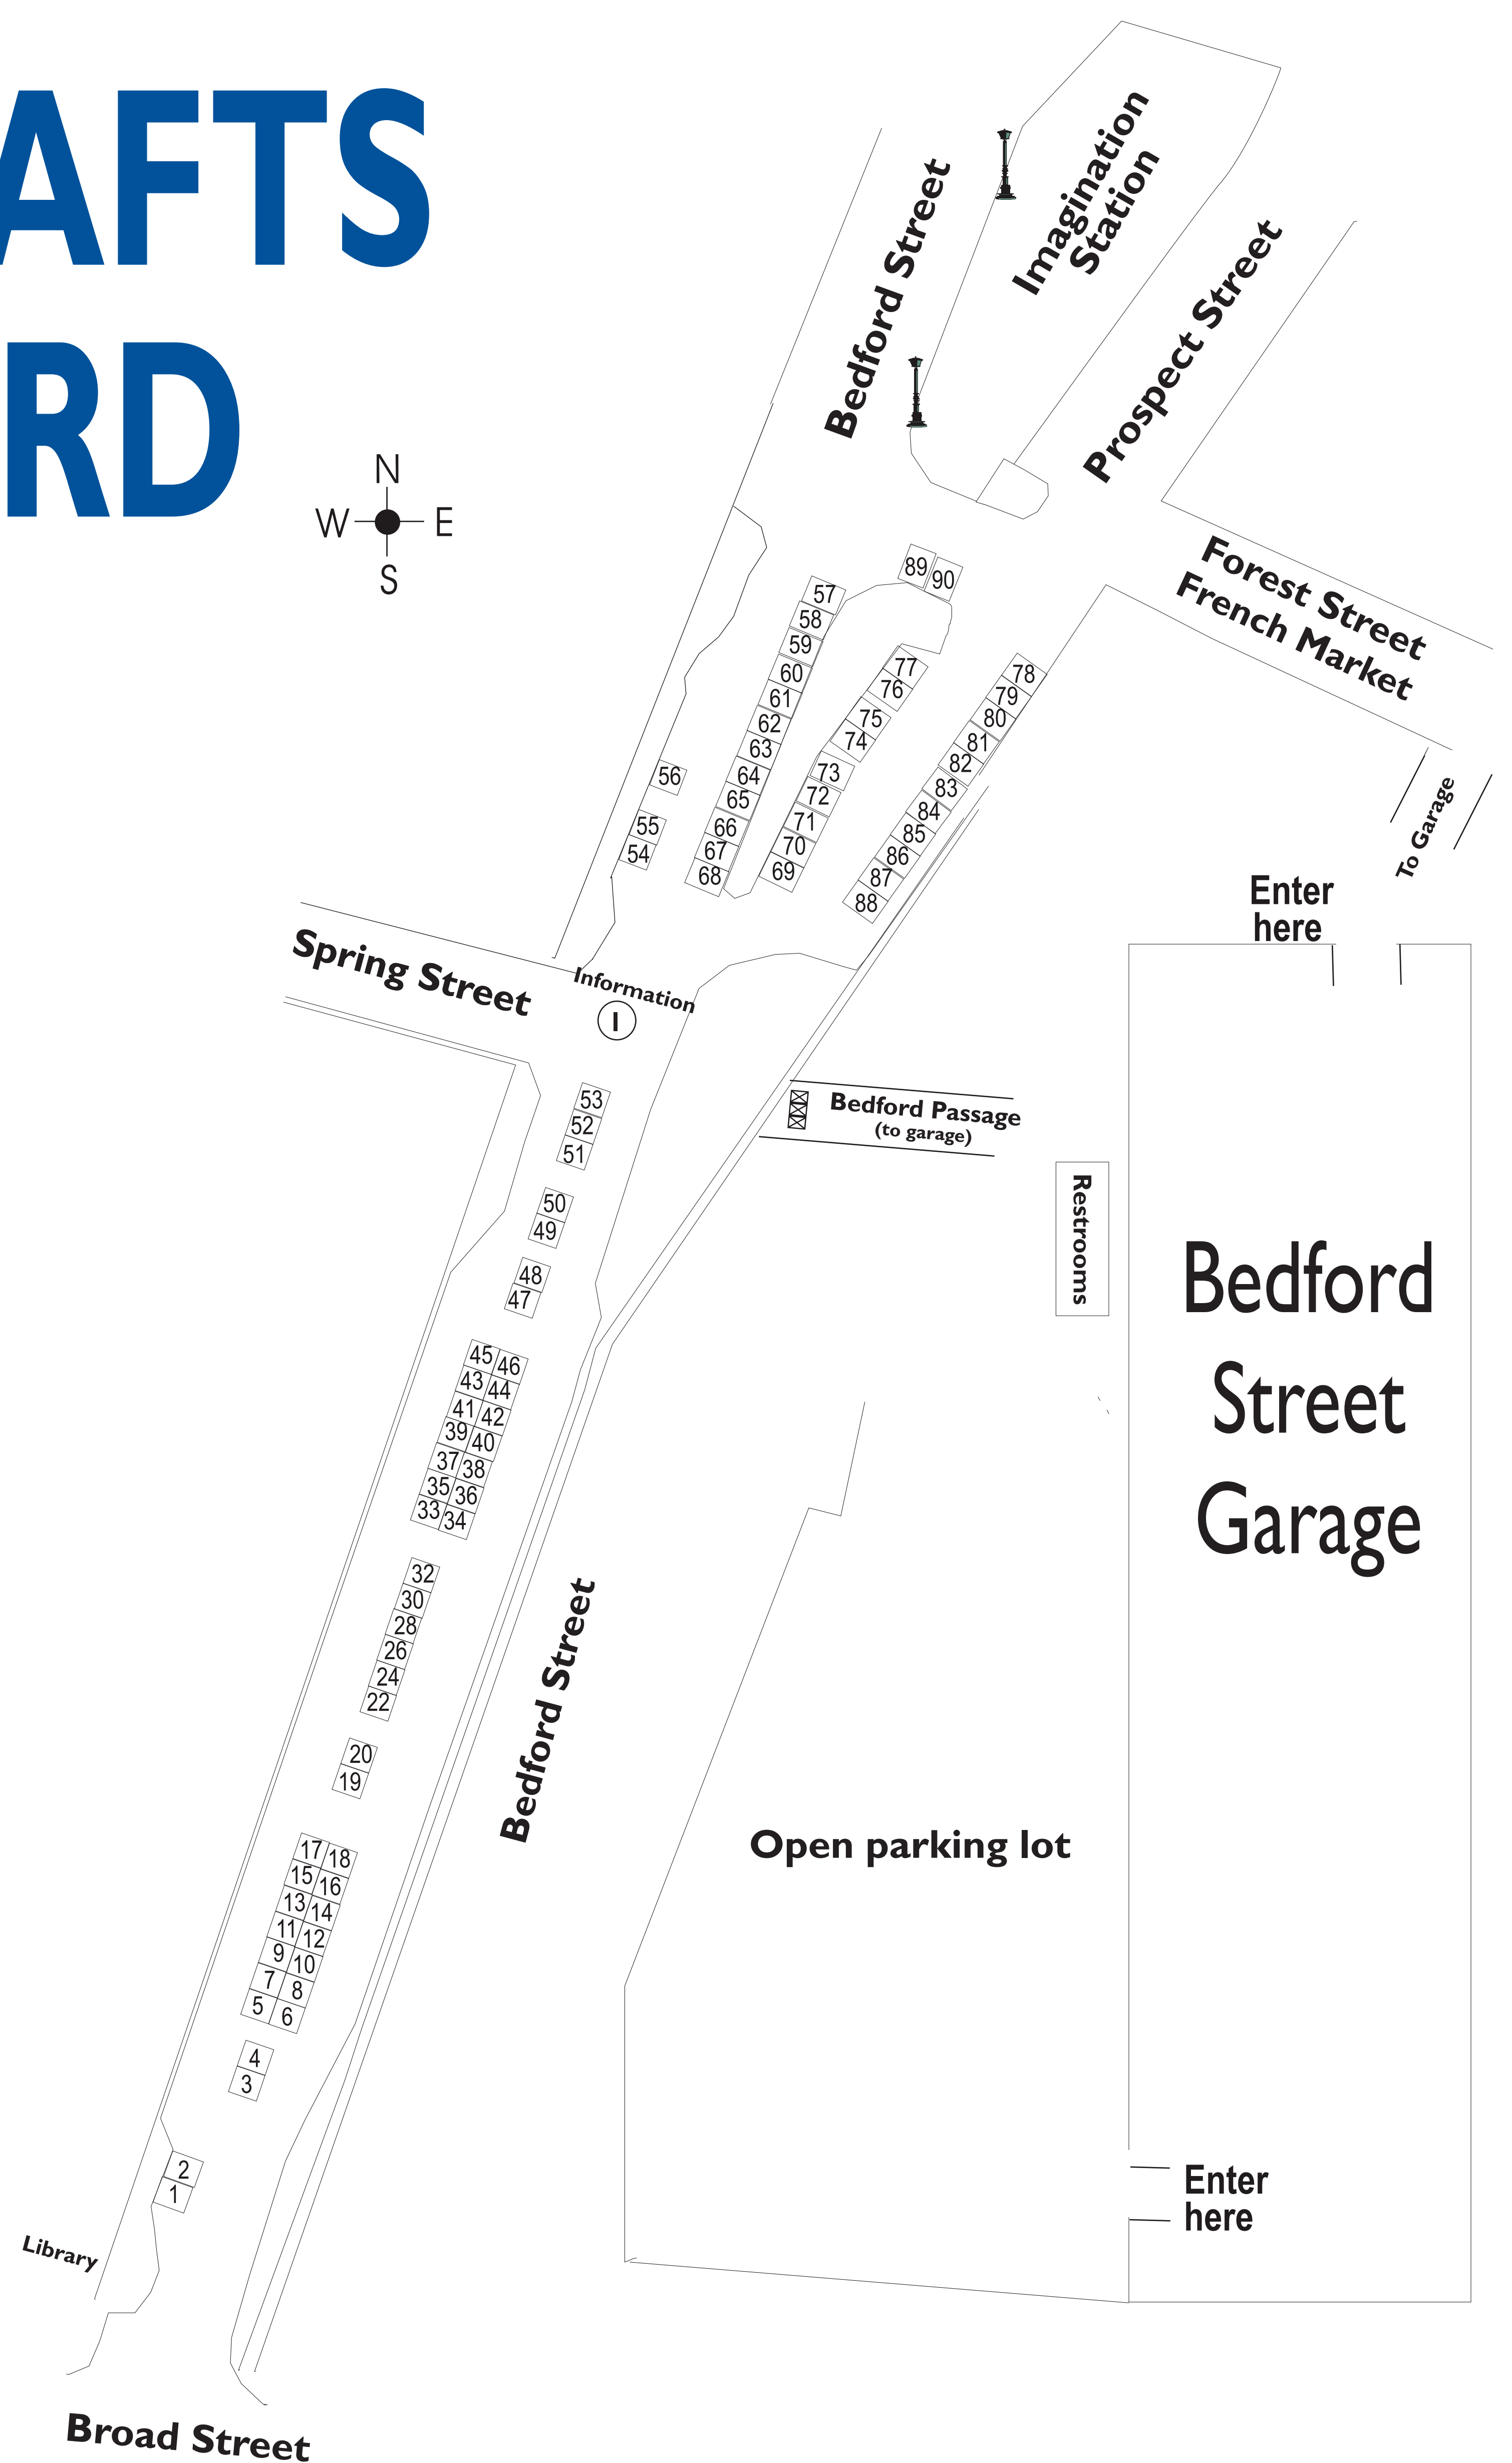 AFTS
RD
N
W
E
S
Bedford Street
Imagination
Station
Prospect Street
Forest Street
French Market
To Garage
89
90
57
58
59
60
61
62
63
64
65
66
67
68
77
76
75
74
73
72
71
70
69
78
79
80
81
82
83
84
85
86
87
88
56
55
54
Enter
here
Spring Street
Information
I
Bedford Passage
(to garage)
Restrooms
Bedford
Street
Garage
53
52
51
50
49
48
47
45 46
43 44
41 42
39 40
37 38
35 36
33 34
32
30
28
26
24
22
20
19
Bedford Street
Open parking lot
17 18
15 16
13 14
11 12
9 10
7 8
5 6
4
3
2
1
Enter
here
Library
Broad Street